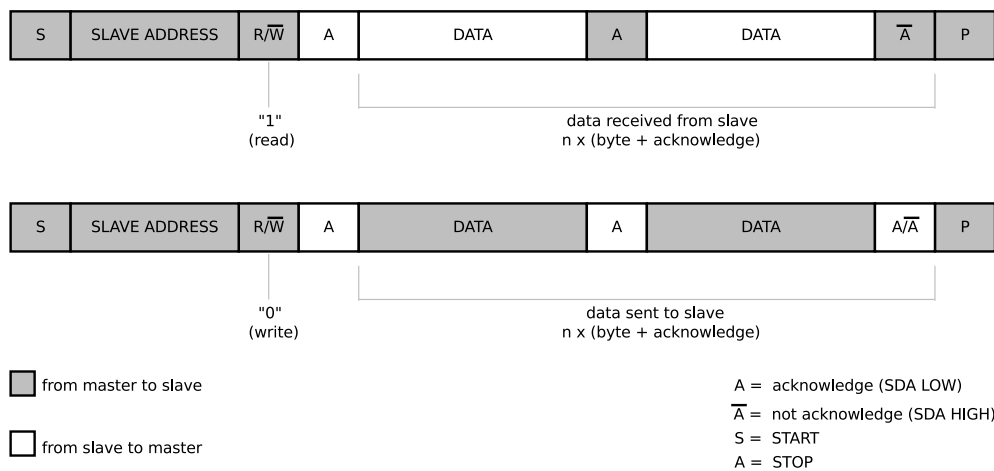 S SLAVE ADDRESS R/W̅ A DATA A DATA A̅ P
"1"
(read)
data received from slave
n x (byte + acknowledge)
S SLAVE ADDRESS R/W̅ A DATA A DATA A/A̅ P
"0"
(write)
data sent to slave
n x (byte + acknowledge)
from master to slave
from slave to master
A = acknowledge (SDA LOW)
A̅ = not acknowledge (SDA HIGH)
S = START
A = STOP